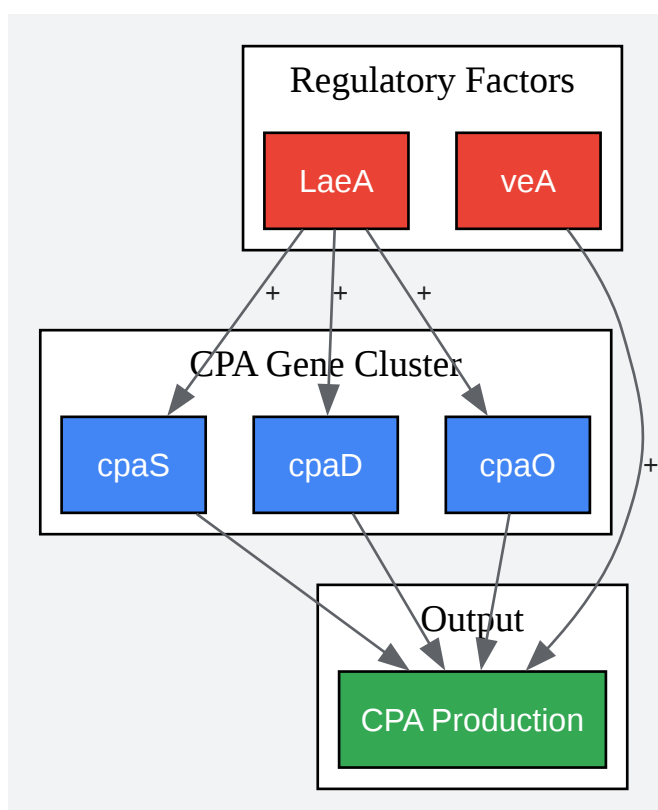 Regulatory Factors
LaeA
veA
+
+
+
CPA Gene Cluster
cpaS
cpaD
cpaO
+
Output
CPA Production